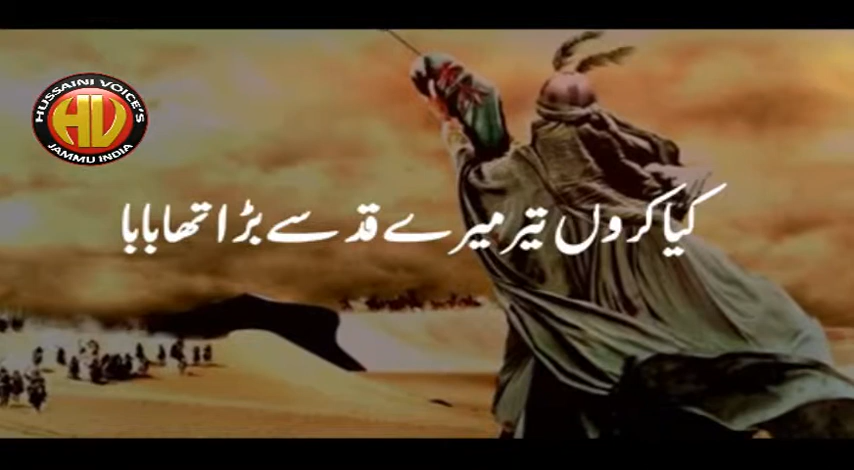 HUSSAINI VOICE'S
HV
JAMMU INDIA
کیا کروں تیر میرے قد سے بڑا تھا بابا